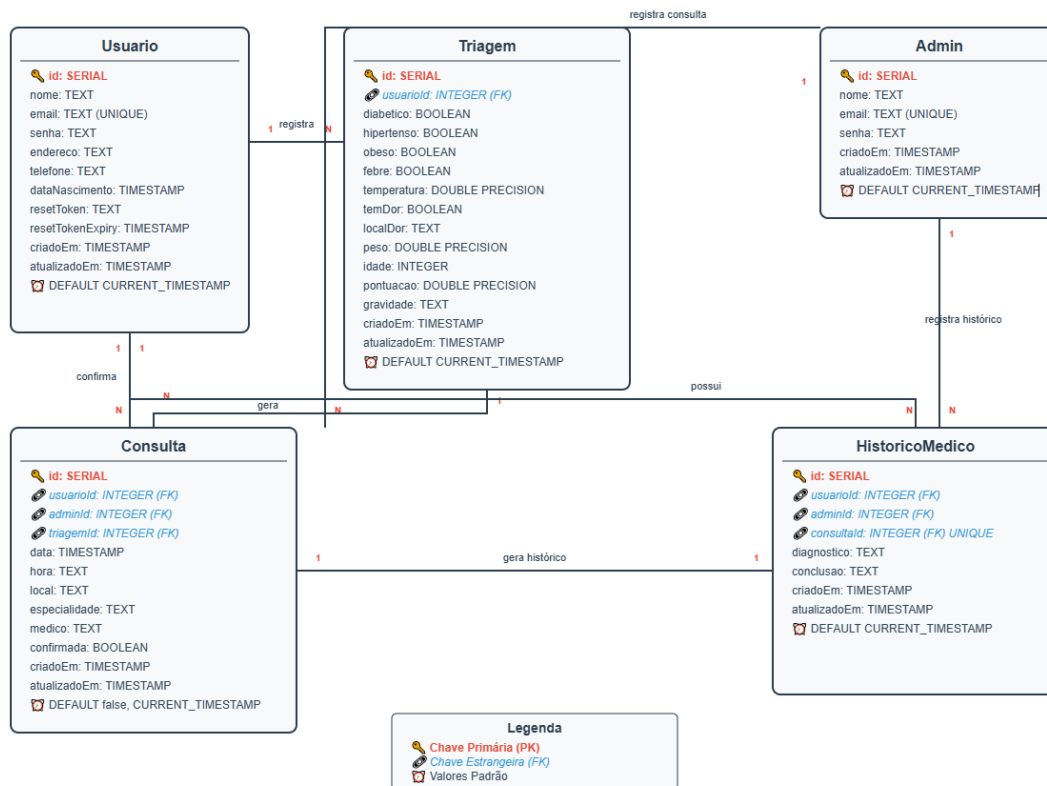 registra consulta
Usuario
id: SERIAL
nome: TEXT
email: TEXT (UNIQUE)
senha: TEXT
endereco: TEXT
telefone: TEXT
dataNascimento: TIMESTAMP
resetToken: TEXT
resetTokenExpiry: TIMESTAMP
criadoEm: TIMESTAMP
atualizadoEm: TIMESTAMP
DEFAULT CURRENT_TIMESTAMP
1
registra
N
Triagem
id: SERIAL
usuarioId: INTEGER (FK)
diabetico: BOOLEAN
hipertenso: BOOLEAN
obeso: BOOLEAN
febre: BOOLEAN
temperatura: DOUBLE PRECISION
temDor: BOOLEAN
localDor: TEXT
peso: DOUBLE PRECISION
idade: INTEGER
pontuacao: DOUBLE PRECISION
gravidade: TEXT
criadoEm: TIMESTAMP
atualizadoEm: TIMESTAMP
DEFAULT CURRENT_TIMESTAMP
1
Admin
id: SERIAL
nome: TEXT
email: TEXT (UNIQUE)
senha: TEXT
criadoEm: TIMESTAMP
atualizadoEm: TIMESTAMP
DEFAULT CURRENT_TIMESTAMP
1
registra histórico
1 1
confirma
N
N
gera
N
1
possui
N
N
Consulta
id: SERIAL
usuarioId: INTEGER (FK)
adminId: INTEGER (FK)
triagemId: INTEGER (FK)
data: TIMESTAMP
hora: TEXT
local: TEXT
especialidade: TEXT
medico: TEXT
confirmada: BOOLEAN
criadoEm: TIMESTAMP
atualizadoEm: TIMESTAMP
DEFAULT false, CURRENT_TIMESTAMP
1
gera histórico
1
HistoricoMedico
id: SERIAL
usuarioId: INTEGER (FK)
adminId: INTEGER (FK)
consultaId: INTEGER (FK) UNIQUE
diagnostico: TEXT
conclusao: TEXT
criadoEm: TIMESTAMP
atualizadoEm: TIMESTAMP
DEFAULT CURRENT_TIMESTAMP
Legenda
Chave Primária (PK)
Chave Estrangeira (FK)
Valores Padrão